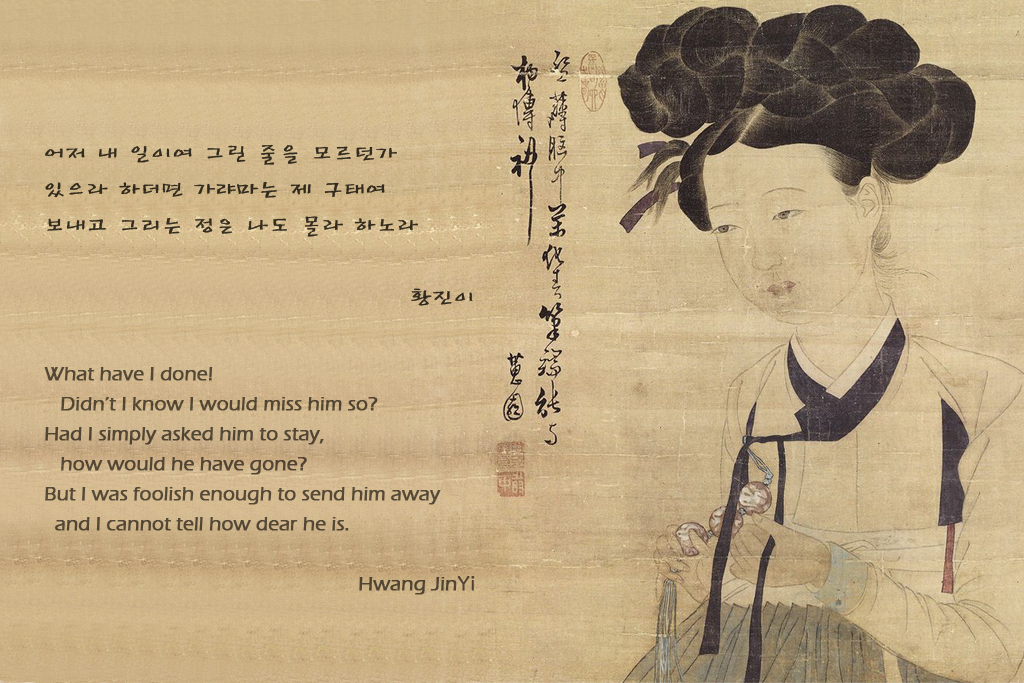 어저 내 일이여 그릴 줄을 모르던가
있으라 하더면 가랴마는 제 구태여
보내고 그리는 정은 나도 몰라 하노라
황진이
What have I done!
Didn't I know I would miss him so?
Had I simply asked him to stay,
how would he have gone?
But I was foolish enough to send him away
and I cannot tell how dear he is.
Hwang JinYi
盤薄胸中萬化春筆端能與
物傳神
蕙園